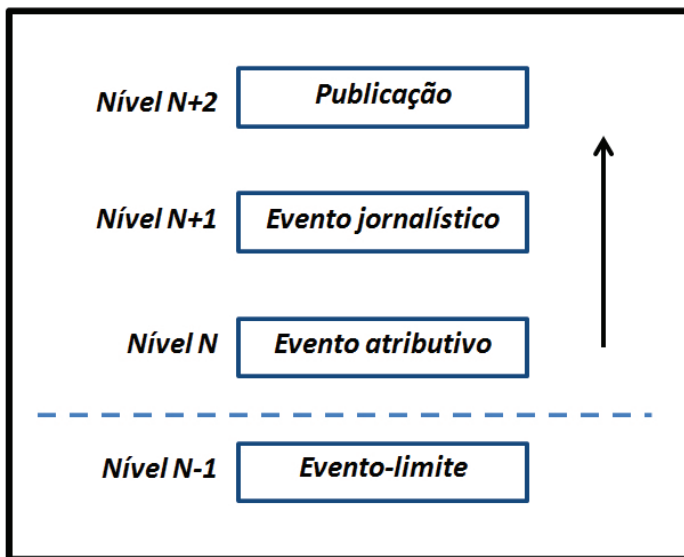 Nível N+2 Publicação
Nível N+1 Evento jornalístico
Nível N Evento atributivo
Nível N-1 Evento-limite